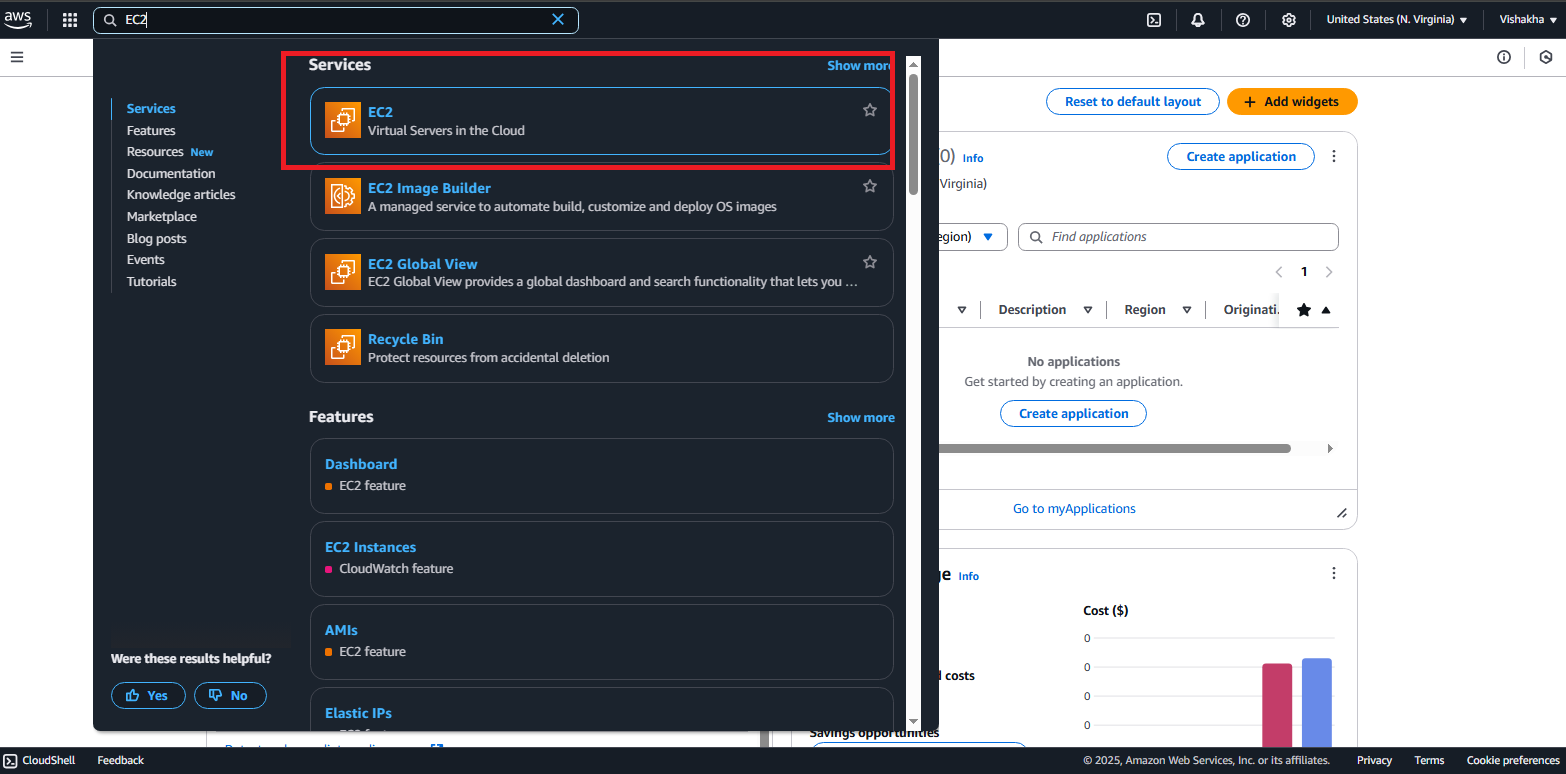 aws
EC2
United States (N. Virginia)
Vishakha
Services
Features
Resources New
Documentation
Knowledge articles
Marketplace
Blog posts
Events
Tutorials
Were these results helpful?
Yes
No
Services
Show more
EC2
Virtual Servers in the Cloud
EC2 Image Builder
A managed service to automate build, customize and deploy OS images
EC2 Global View
EC2 Global View provides a global dashboard and search functionality that lets you ...
Recycle Bin
Protect resources from accidental deletion
Features
Show more
Dashboard
EC2 feature
EC2 Instances
CloudWatch feature
AMIs
EC2 feature
Elastic IPs
Reset to default layout
+ Add widgets
0) Info
Create application
Virginia)
egion)
Find applications
1
Description
Region
Originati.
No applications
Get started by creating an application.
Create application
Go to myApplications
ge Info
Cost ($)
0
0
0
0
d costs
Savings opportunities
CloudShell
Feedback
© 2025, Amazon Web Services, Inc. or its affiliates.
Privacy
Terms
Cookie preferences